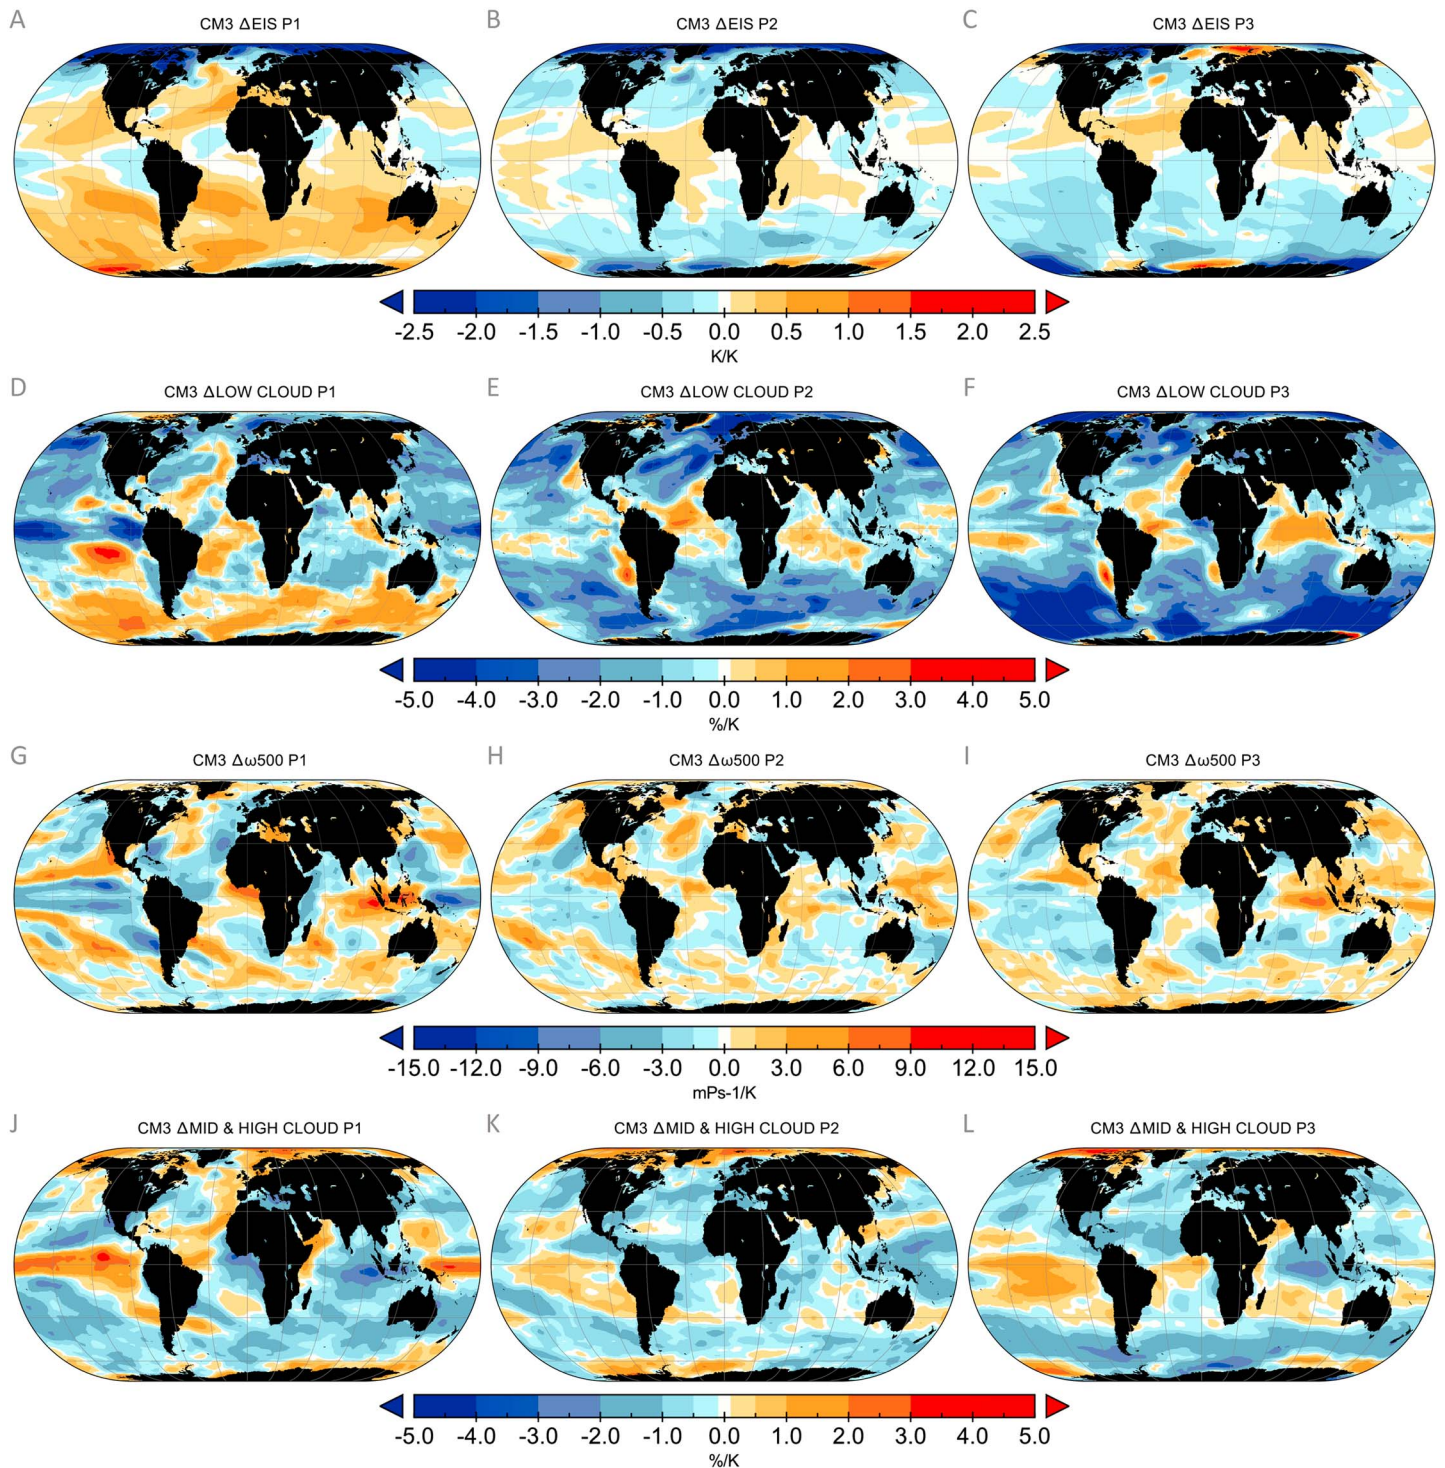 A B C
CM3 ΔEIS P1 CM3 ΔEIS P2 CM3 ΔEIS P3
-2.5 -2.0 -1.5 -1.0 -0.5 0.0 0.5 1.0 1.5 2.0 2.5
K/K
D E F
CM3 ΔLOW CLOUD P1 CM3 ΔLOW CLOUD P2 CM3 ΔLOW CLOUD P3
-5.0 -4.0 -3.0 -2.0 -1.0 0.0 1.0 2.0 3.0 4.0 5.0
%/K
G H I
CM3 Δω500 P1 CM3 Δω500 P2 CM3 Δω500 P3
-15.0 -12.0 -9.0 -6.0 -3.0 0.0 3.0 6.0 9.0 12.0 15.0
mPs-1/K
J K L
CM3 ΔMID & HIGH CLOUD P1 CM3 ΔMID & HIGH CLOUD P2 CM3 ΔMID & HIGH CLOUD P3
-5.0 -4.0 -3.0 -2.0 -1.0 0.0 1.0 2.0 3.0 4.0 5.0
%/K